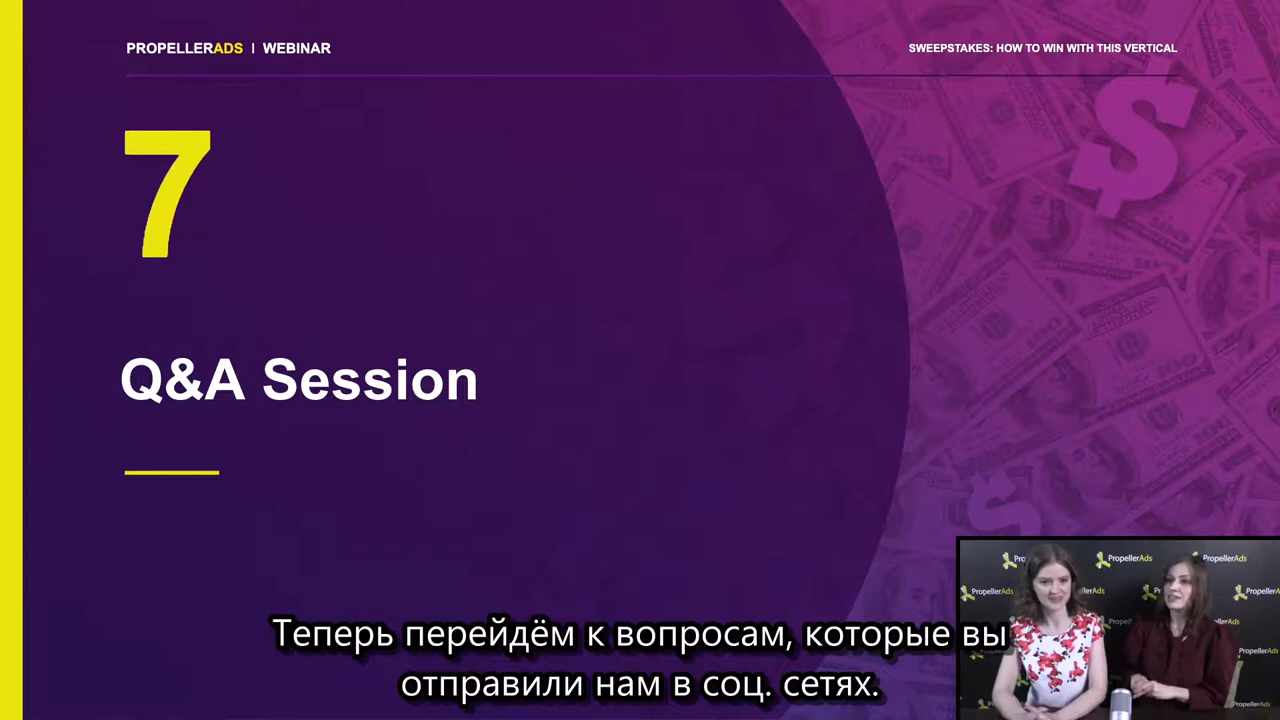 PROPELLERADS | WEBINAR
SWEEPSTAKES: HOW TO WIN WITH THIS VERTICAL
7
Q&A Session
PropellerAds
PropellerAds
PropellerAds
Теперь перейдём к вопросам, которые вы
отправили нам в соц. сетях.
PropellerAds